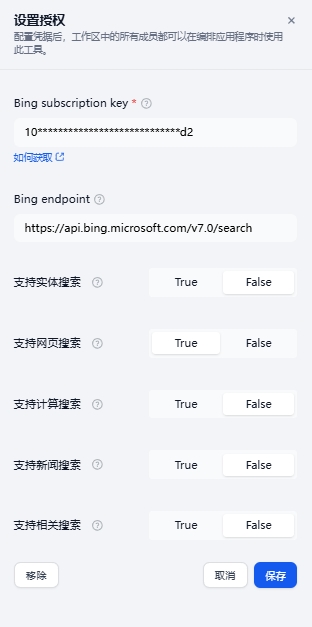 设置授权
配置凭据后，工作区中的所有成员都可以在编排应用程序时使用
此工具。
Bing subscription key *
10****************************d2
如何获取
Bing endpoint
https://api.bing.microsoft.com/v7.0/search
支持实体搜索 True False
支持网页搜索 True False
支持计算搜索 True False
支持新闻搜索 True False
支持相关搜索 True False
移除 取消 保存